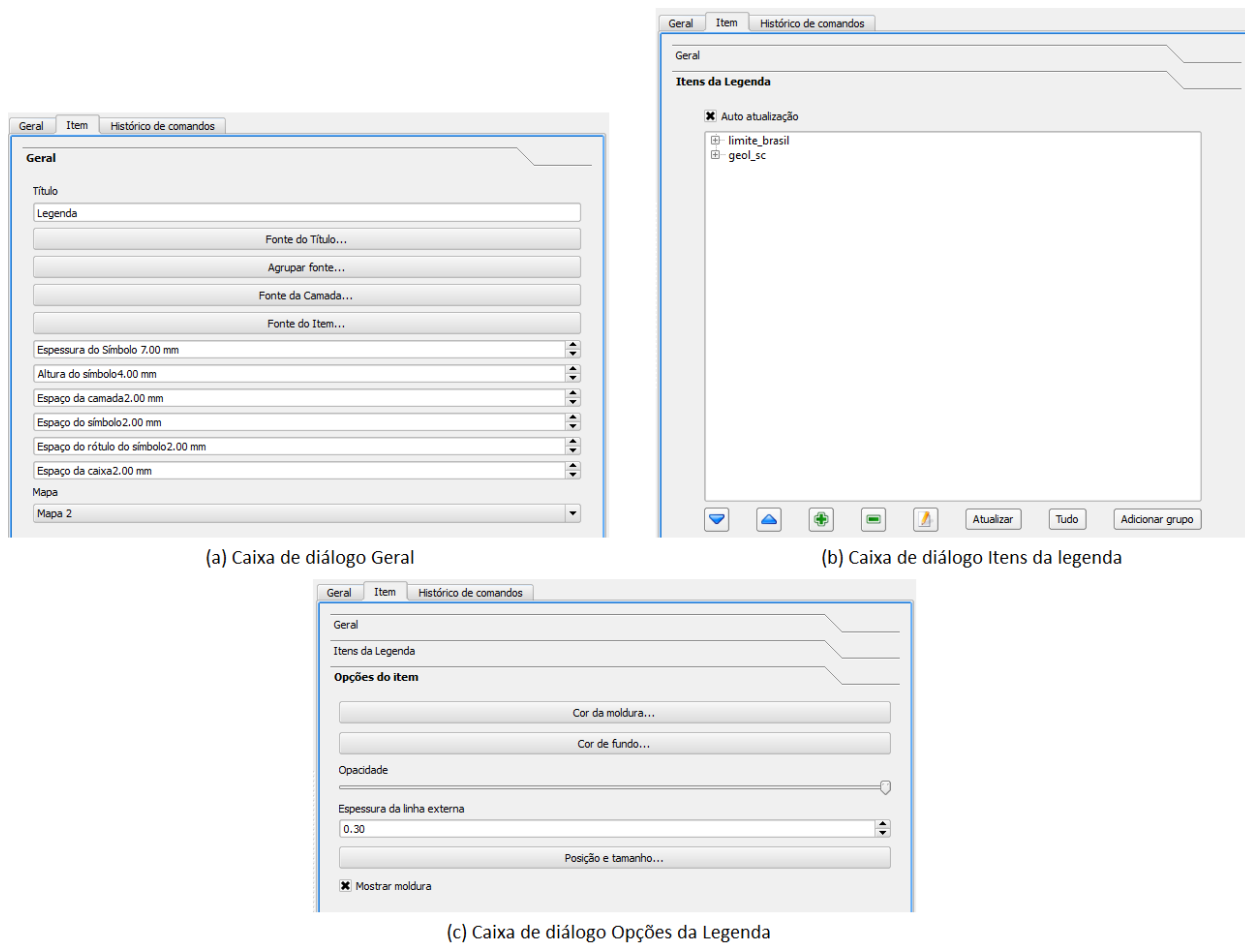 Geral Item Histórico de comandos
Geral
Título
Legenda
Fonte do Título...
Agrupar fonte...
Fonte da Camada...
Fonte do Item...
Espessura do Símbolo 7.00 mm
Altura do símbolo4.00 mm
Espaço da camada2.00 mm
Espaço do símbolo2.00 mm
Espaço do rótulo do símbolo2.00 mm
Espaço da caixa2.00 mm
Mapa
Mapa 2
(a) Caixa de diálogo Geral
Geral Item Histórico de comandos
Geral
Itens da Legenda
Auto atualização
limite_brasil
geol_sc
Atualizar Tudo Adicionar grupo
(b) Caixa de diálogo Itens da legenda
Geral Item Histórico de comandos
Geral
Itens da Legenda
Opções do item
Cor da moldura...
Cor de fundo...
Opacidade
Espessura da linha externa
0.30
Posição e tamanho...
Mostrar moldura
(c) Caixa de diálogo Opções da Legenda